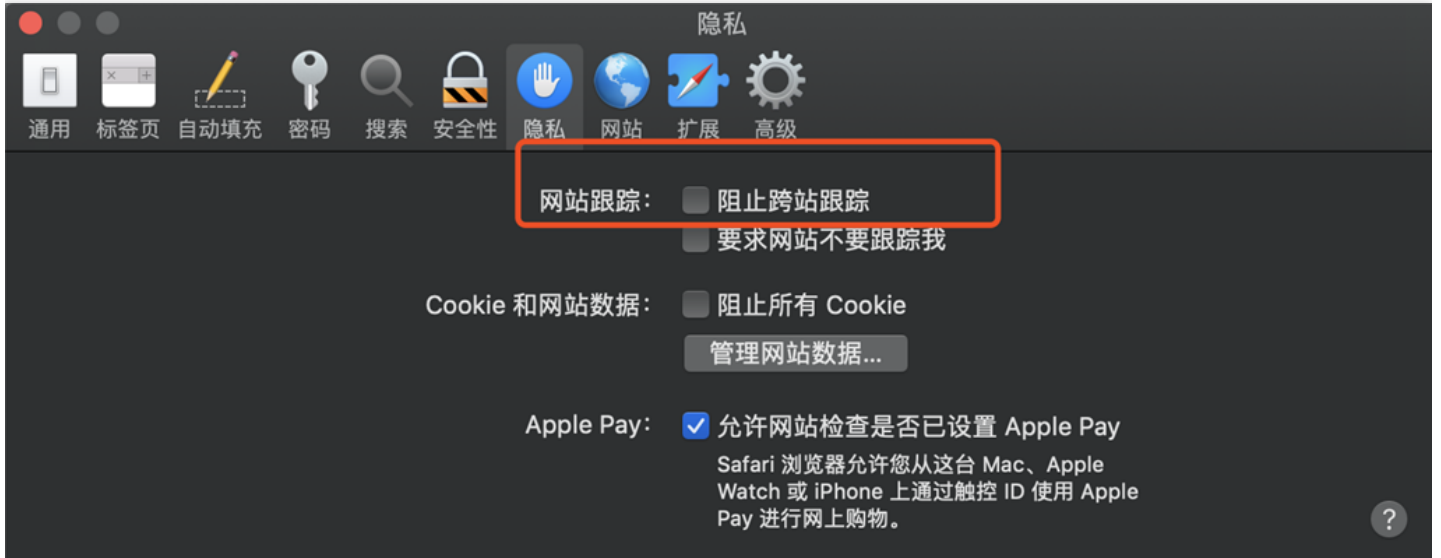 隐私
通用 标签页 自动填充 密码 搜索 安全性 隐私 网站 扩展 高级
网站跟踪： 阻止跨站跟踪
要求网站不要跟踪我
Cookie 和网站数据： 阻止所有 Cookie
管理网站数据...
Apple Pay： 允许网站检查是否已设置 Apple Pay
Safari 浏览器允许您从这台 Mac、Apple
Watch 或 iPhone 上通过触控 ID 使用 Apple
Pay 进行网上购物。
?